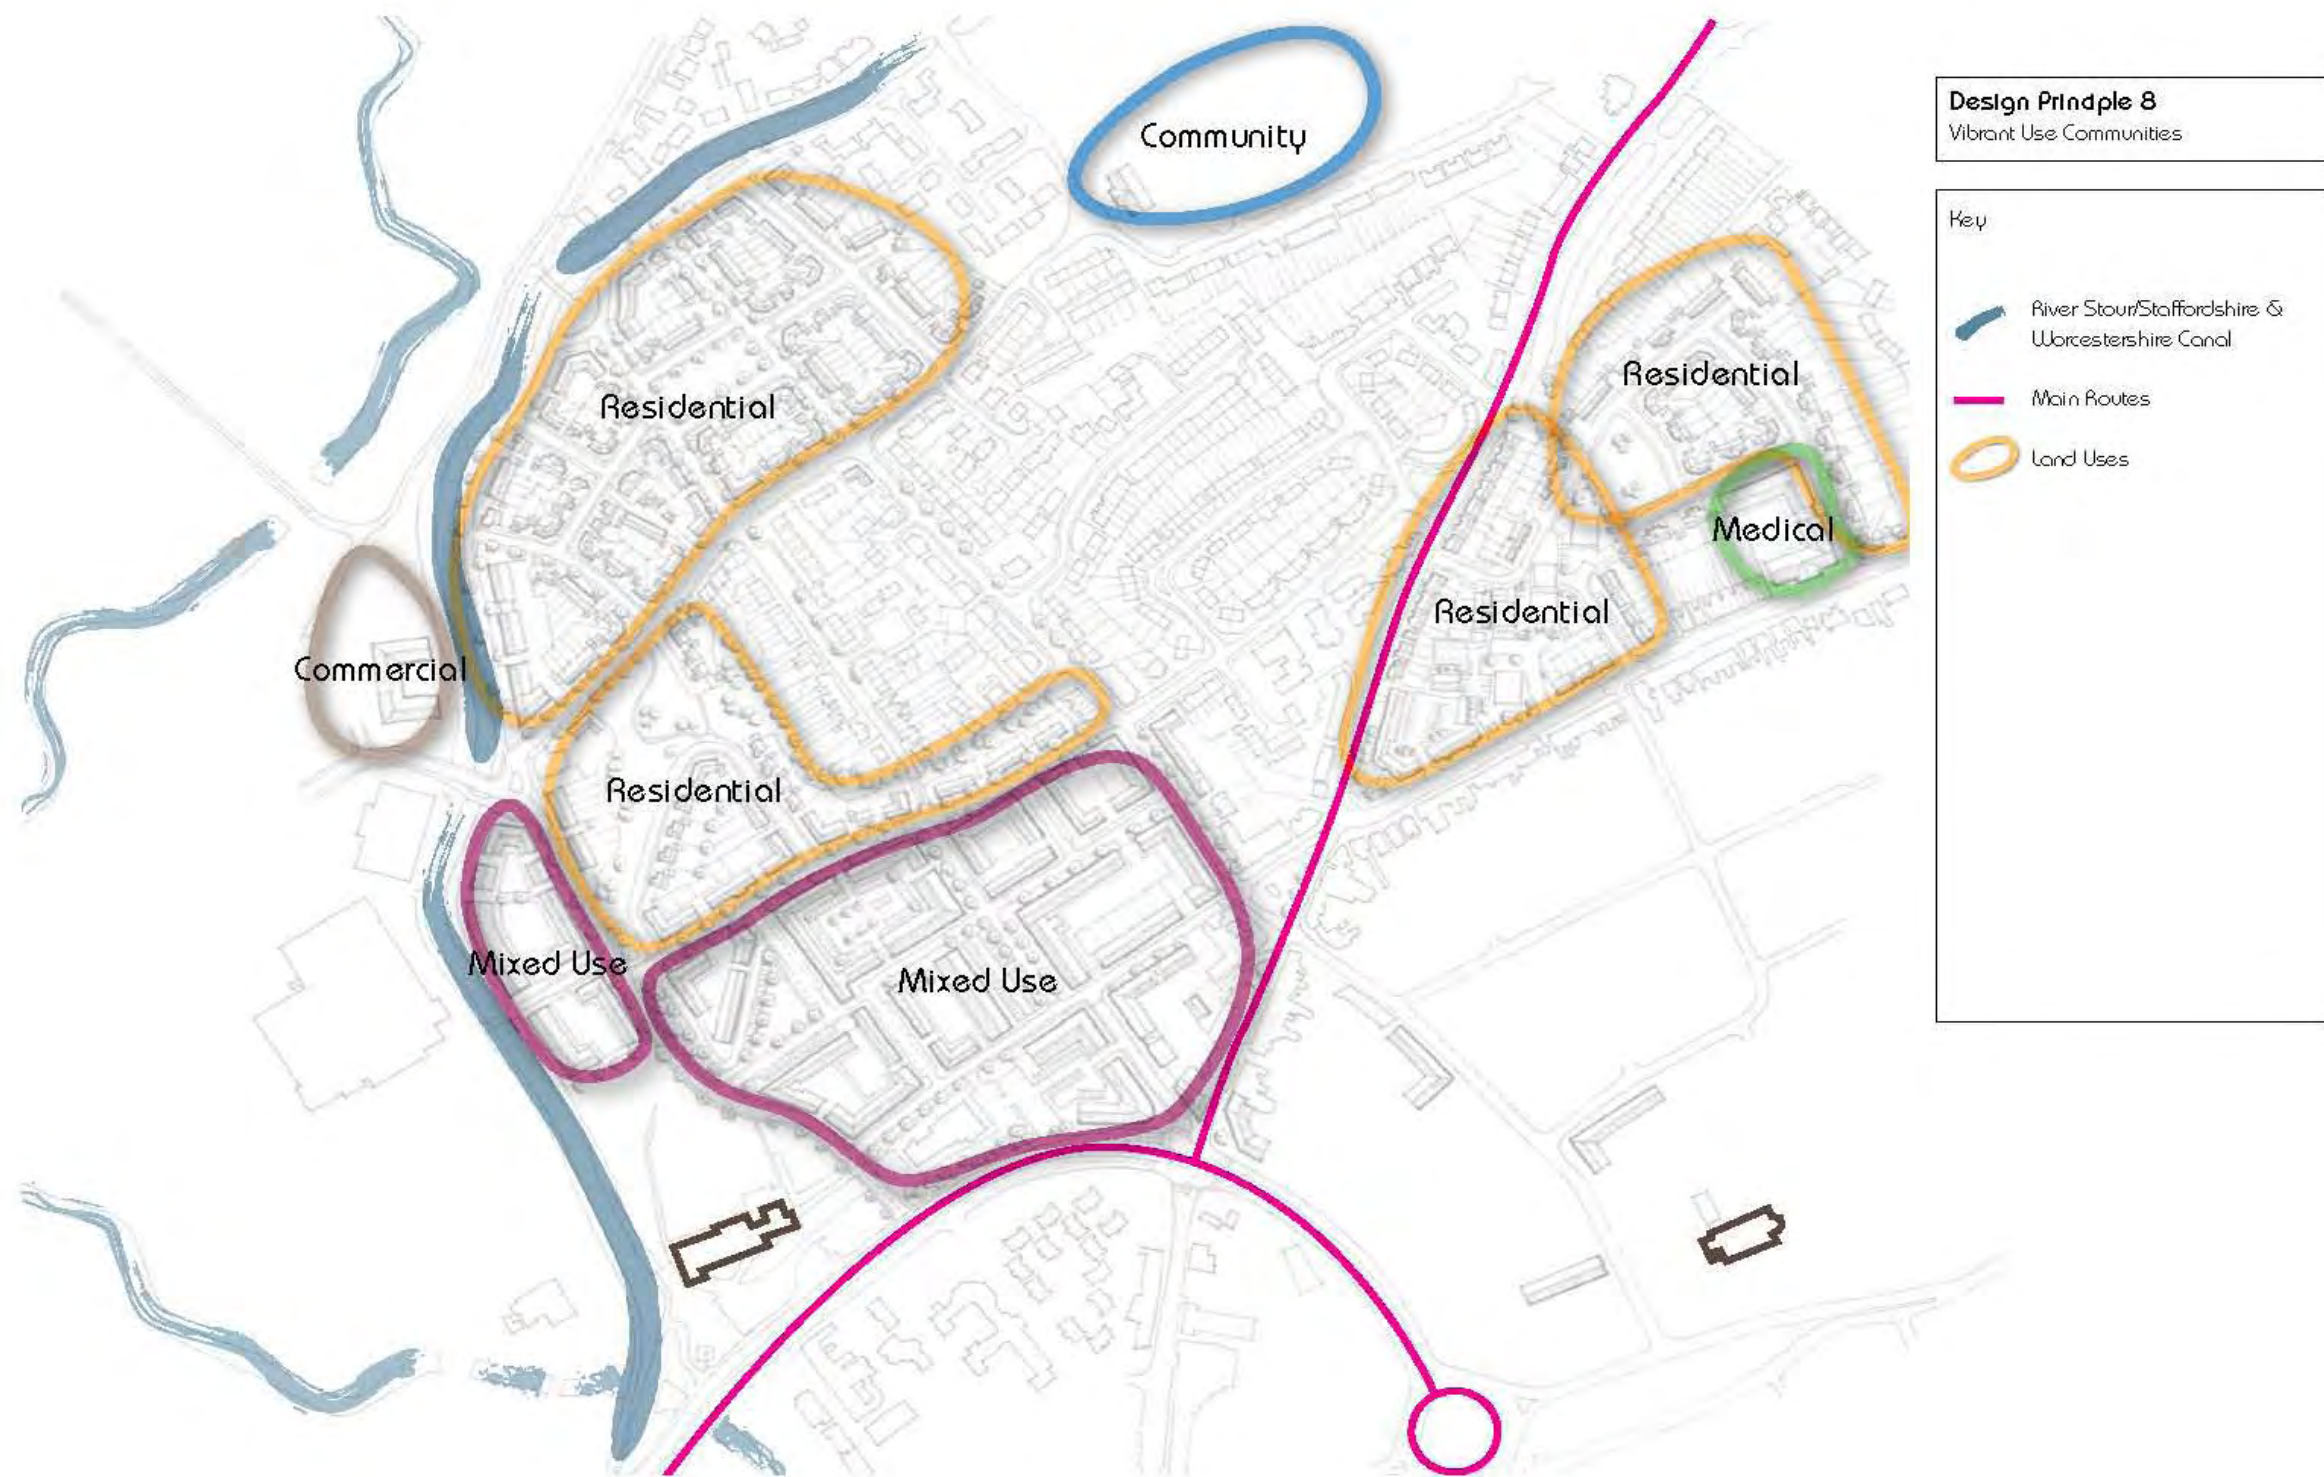 Community
Residential
Residential
Medical
Residential
Commercial
Residential
Mixed Use
Mixed Use
Design Principle 8
Vibrant Use Communities
Key
River Stour/Staffordshire &
Worcestershire Canal
Main Routes
Land Uses